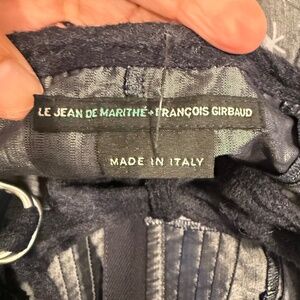 LE JEAN DE MARITHÉ+FRANÇOIS GIRBAUD
MADE IN ITALY